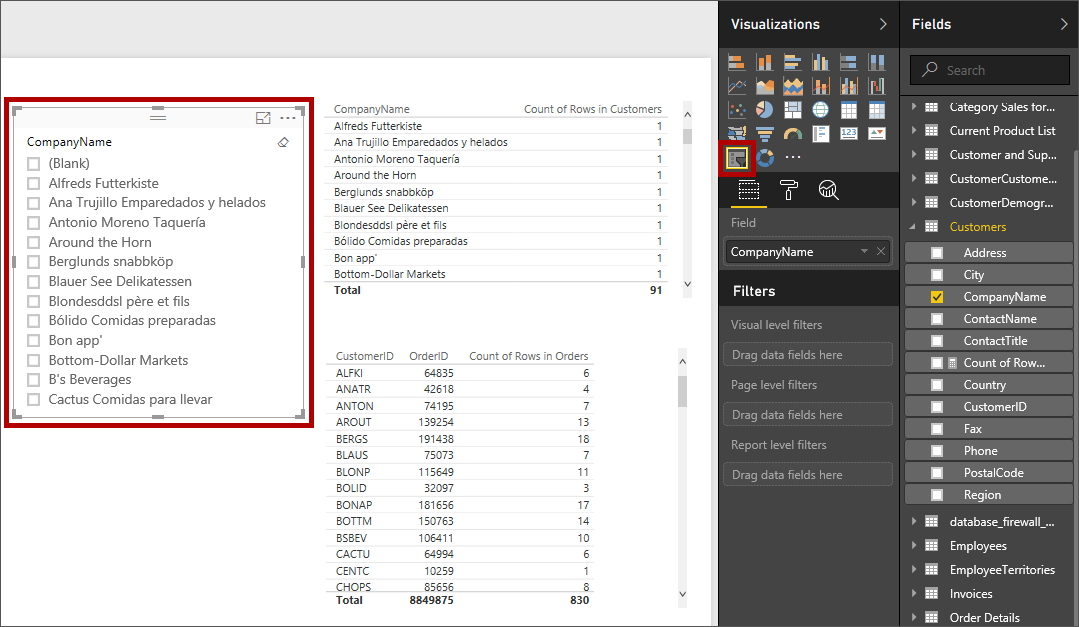 CompanyName
(Blank)
Alfreds Futterkiste
Ana Trujillo Emparedados y helados
Antonio Moreno Taquería
Around the Horn
Berglunds snabbköp
Blauer See Delikatessen
Blondesddsl père et fils
Bólido Comidas preparadas
Bon app'
Bottom-Dollar Markets
B's Beverages
Cactus Comidas para llevar
CompanyName Count of Rows in Customers
Alfreds Futterkiste 1
Ana Trujillo Emparedados y helados 1
Antonio Moreno Taquería 1
Around the Horn 1
Berglunds snabbköp 1
Blauer See Delikatessen 1
Blondesddsl père et fils 1
Bólido Comidas preparadas 1
Bon app' 1
Bottom-Dollar Markets 1
Total 91
CustomerID OrderID Count of Rows in Orders
ALFKI 64835 6
ANATR 42618 4
ANTON 74195 7
AROUT 139254 13
BERGS 191438 18
BLAUS 75073 7
BLONP 115649 11
BOLID 32097 3
BONAP 181656 17
BOTTM 150763 14
BSBEV 106411 10
CACTU 64994 6
CENTC 10259 1
CHOPS 85656 8
Total 8849875 830
Visualizations
123
Field
CompanyName
Filters
Visual level filters
Drag data fields here
Page level filters
Drag data fields here
Report level filters
Drag data fields here
Fields
Search
Category Sales for...
Current Product List
Customer and Sup...
CustomerCustome...
CustomerDemogr...
Customers
Address
City
CompanyName
ContactName
ContactTitle
Count of Row...
Country
CustomerID
Fax
Phone
PostalCode
Region
database_firewall_...
Employees
EmployeeTerritories
Invoices
Order Details